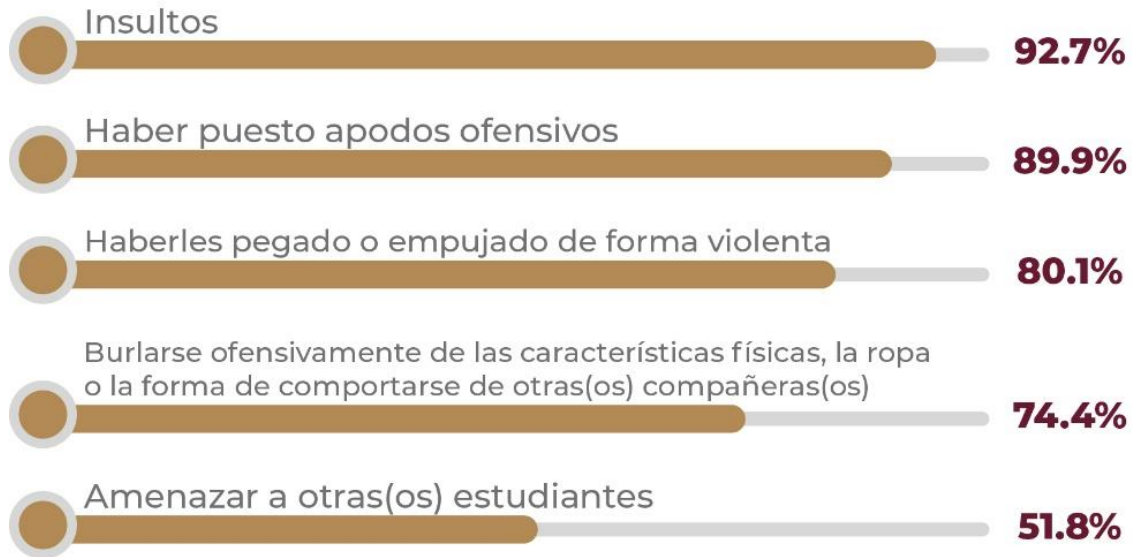 Insultos
92.7%
Haber puesto apodos ofensivos
89.9%
Haberles pegado o empujado de forma violenta
80.1%
Burlarse ofensivamente de las características físicas, la ropa
o la forma de comportarse de otras(os) compañeras(os)
74.4%
Amenazar a otras(os) estudiantes
51.8%